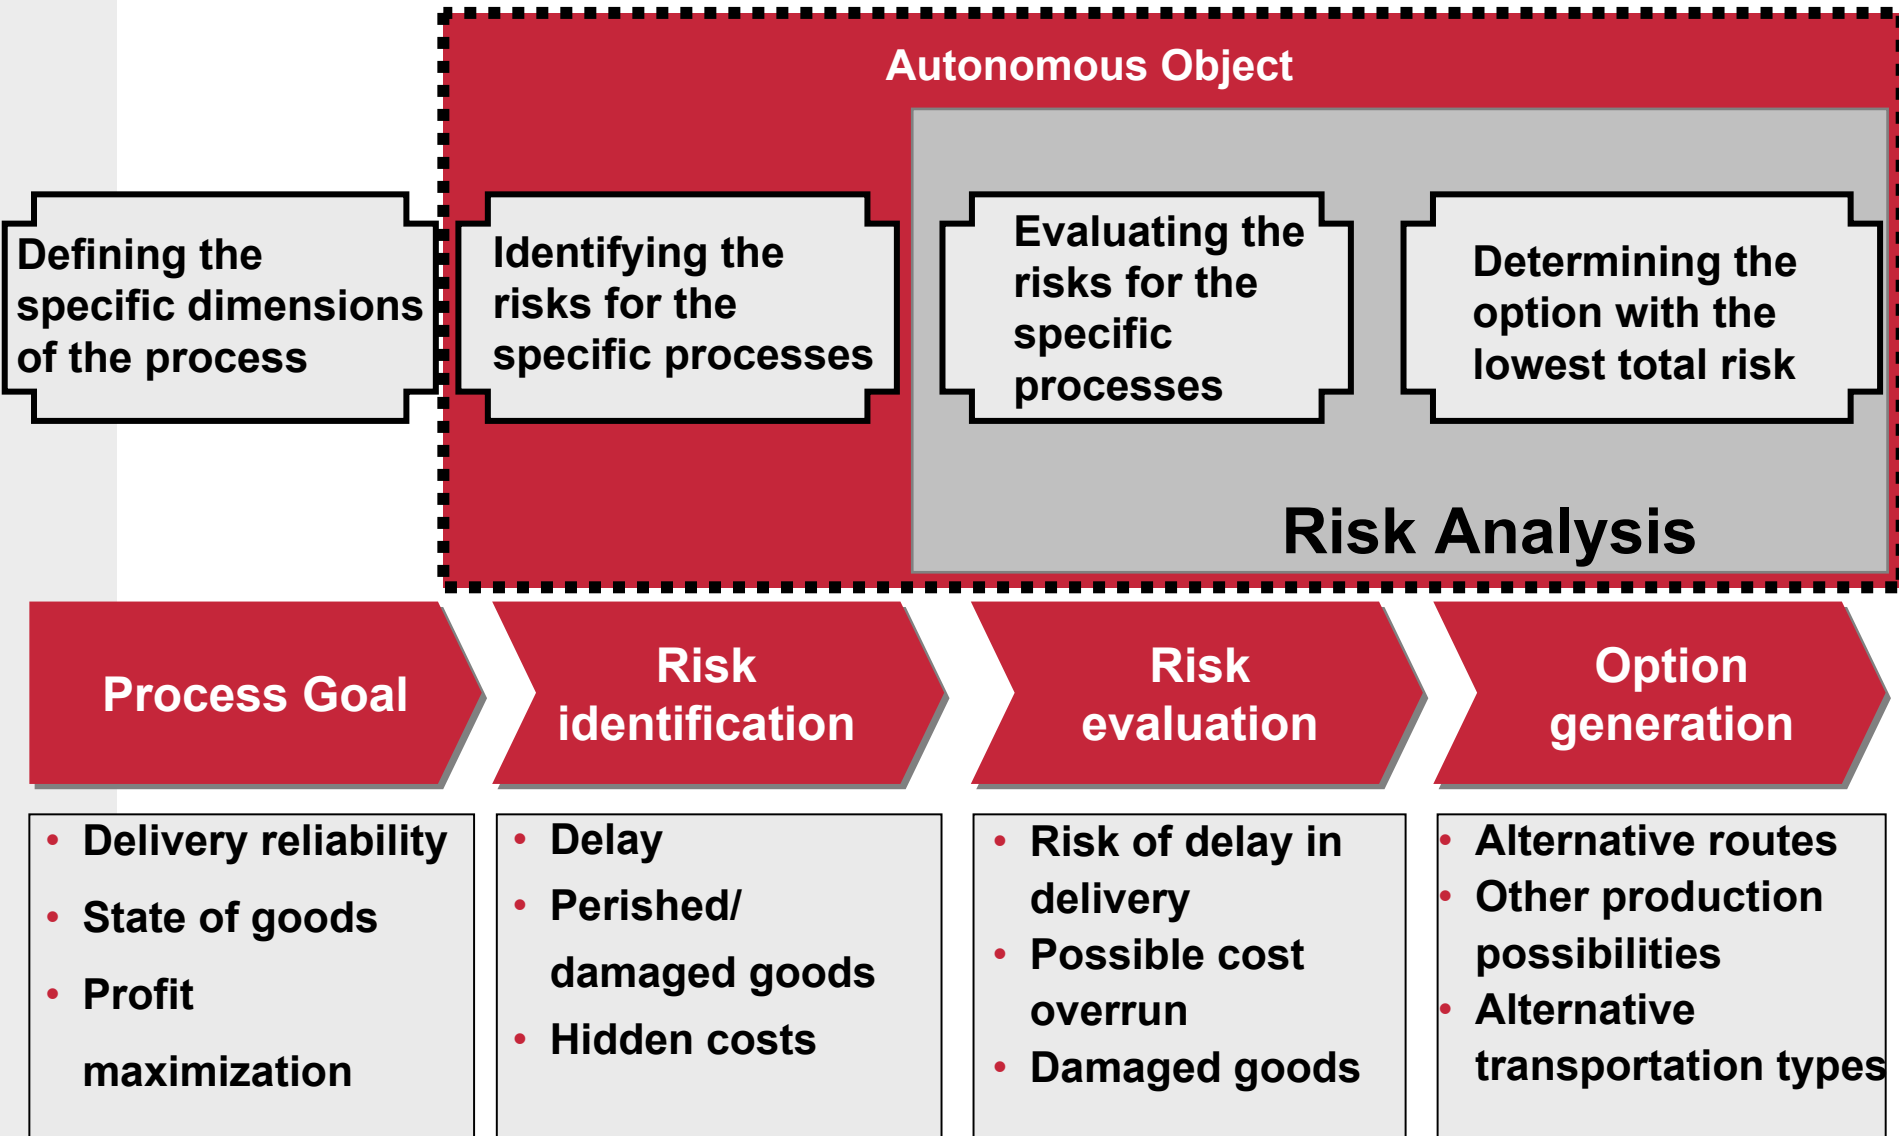 Autonomous Object
Defining the
specific dimensions
of the process
Identifying the
risks for the
specific processes
Evaluating the
risks for the
specific
processes
Determining the
option with the
lowest total risk
Risk Analysis
Process Goal
Risk
identification
Risk
evaluation
Option
generation
• Delivery reliability
• State of goods
• Profit
maximization
• Delay
• Perished/
damaged goods
• Hidden costs
• Risk of delay in
delivery
• Possible cost
overrun
• Damaged goods
• Alternative routes
• Other production
possibilities
• Alternative
transportation types